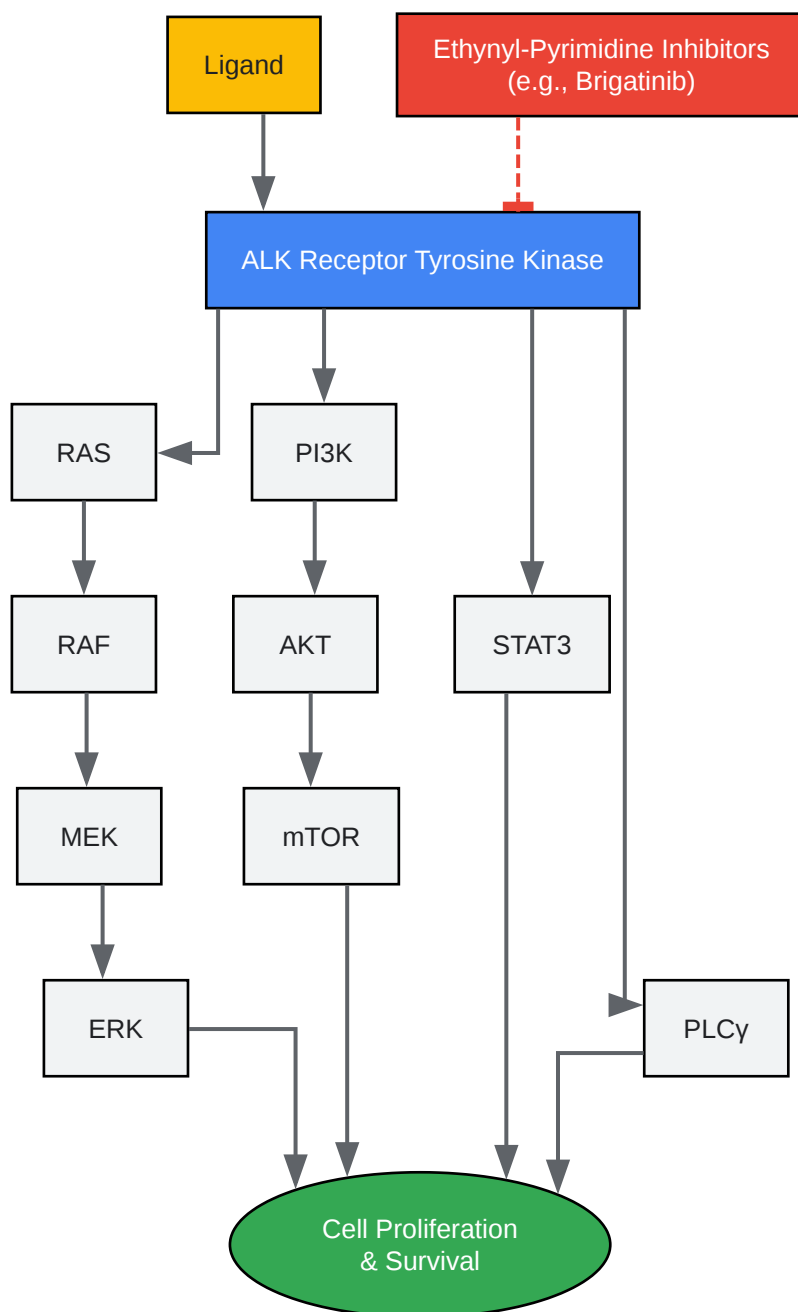 Ligand
Ethynyl-Pyrimidine Inhibitors
(e.g., Brigatinib)
ALK Receptor Tyrosine Kinase
RAS
PI3K
RAF
AKT
STAT3
MEK
mTOR
ERK
PLCγ
Cell Proliferation
& Survival